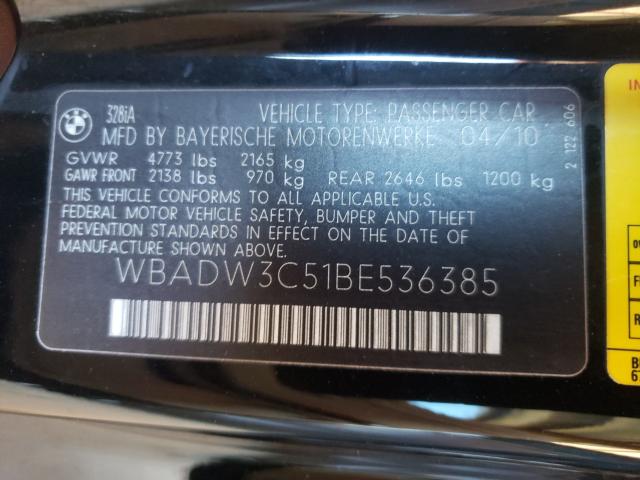 328iA VEHICLE TYPE: PASSENGER CAR
MFD BY BAYERISCHE MOTORENWERKE 04/10
GVWR 4773 lbs 2165 kg
GAWR FRONT 2138 lbs 970 kg REAR 2646 lbs 1200 kg
THIS VEHICLE CONFORMS TO ALL APPLICABLE U.S.
FEDERAL MOTOR VEHICLE SAFETY, BUMPER AND THEFT
PREVENTION STANDARDS IN EFFECT ON THE DATE OF
MANUFACTURE SHOWN ABOVE.
WBADW3C51BE536385
2 122 606